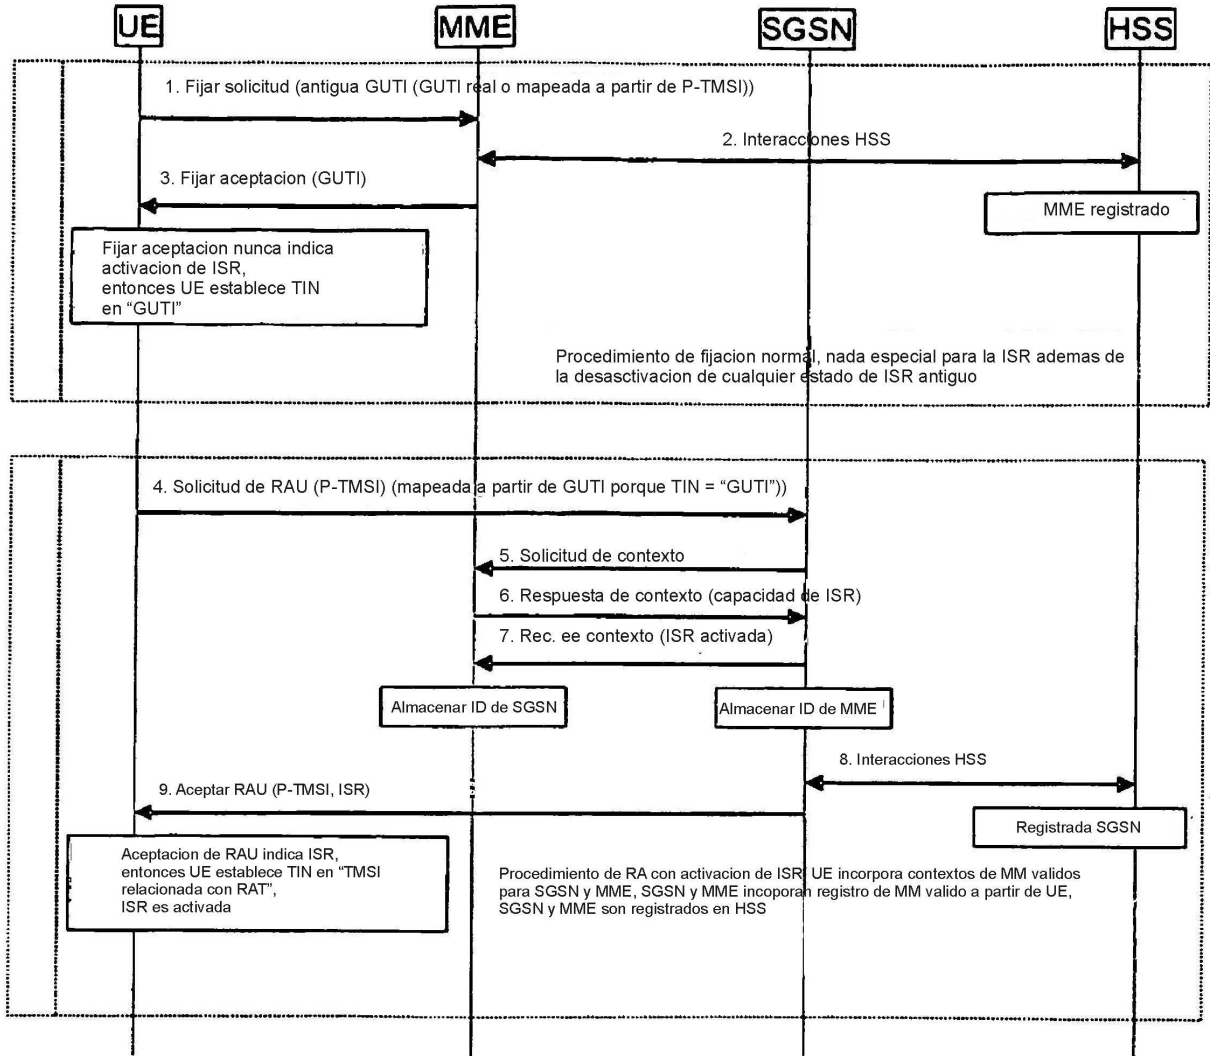 UE
MME
SGSN
HSS
1. Fijar solicitud (antigua GUTI (GUTI real o mapeada a partir de P-TMSI))
2. Interacciones HSS
3. Fijar aceptacion (GUTI)
MME registrado
Fijar aceptacion nunca indica
activacion de ISR,
entonces UE establece TIN
en “GUTI”
Procedimiento de fijacion normal, nada especial para la ISR ademas de
la desasctivacion de cualquier estado de ISR antiguo
4. Solicitud de RAU (P-TMSI) (mapeada a partir de GUTI porque TIN = “GUTI”))
5. Solicitud de contexto
6. Respuesta de contexto (capacidad de ISR)
7. Rec. ee contexto (ISR activada)
Almacenar ID de SGSN
Almacenar ID de MME
8. Interacciones HSS
9. Aceptar RAU (P-TMSI, ISR)
Registrada SGSN
Aceptacion de RAU indica ISR,
entonces UE establece TIN en “TMSI
relacionada con RAT”,
ISR es activada
Procedimiento de RA con activacion de ISR, UE incorpora contextos de MM validos
para SGSN y MME, SGSN y MME incoporan registro de MM valido a partir de UE,
SGSN y MME son registrados en HSS